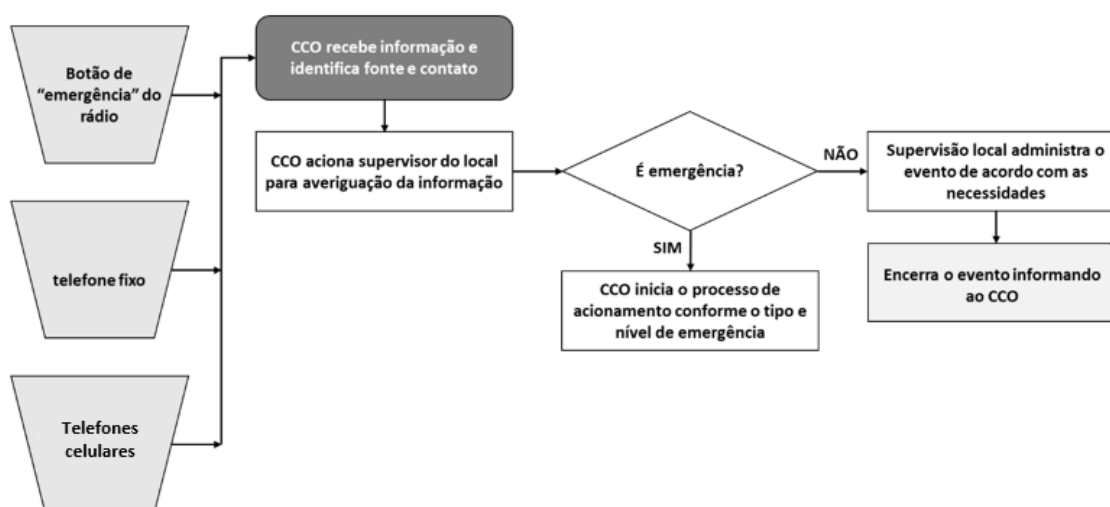 Botão de
“emergência” do
rádio
telefone fixo
Telefones
celulares
CCO recebe informação e
identifica fonte e contato
CCO aciona supervisor do local
para averiguação da informação
É emergência?
NÃO
SIM
Supervisão local administra o
evento de acordo com as
necessidades
Encerra o evento informando
ao CCO
CCO inicia o processo de
acionamento conforme o tipo e
nível de emergência